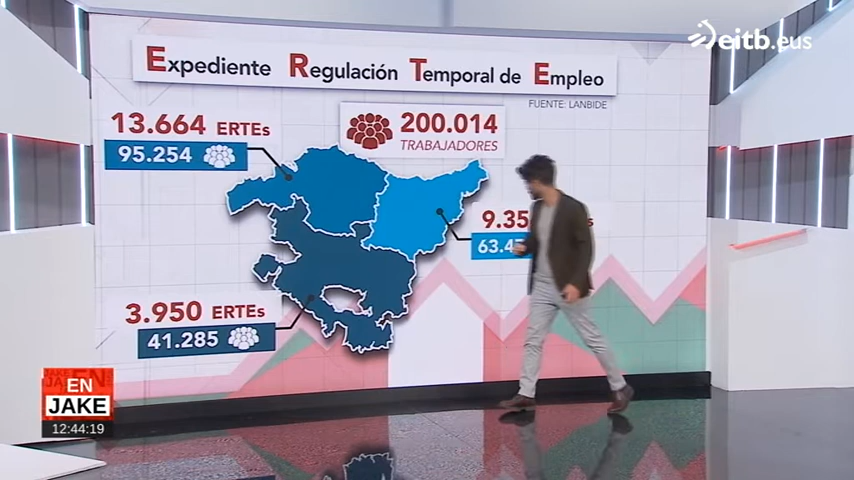 eitb.eus
Expediente Regulación Temporal de Empleo
FUENTE: LANBIDE
13.664 ERTEs
95.254
200.014
TRABAJADORES
3.950 ERTEs
41.285
EN
JAKE
12:44:19